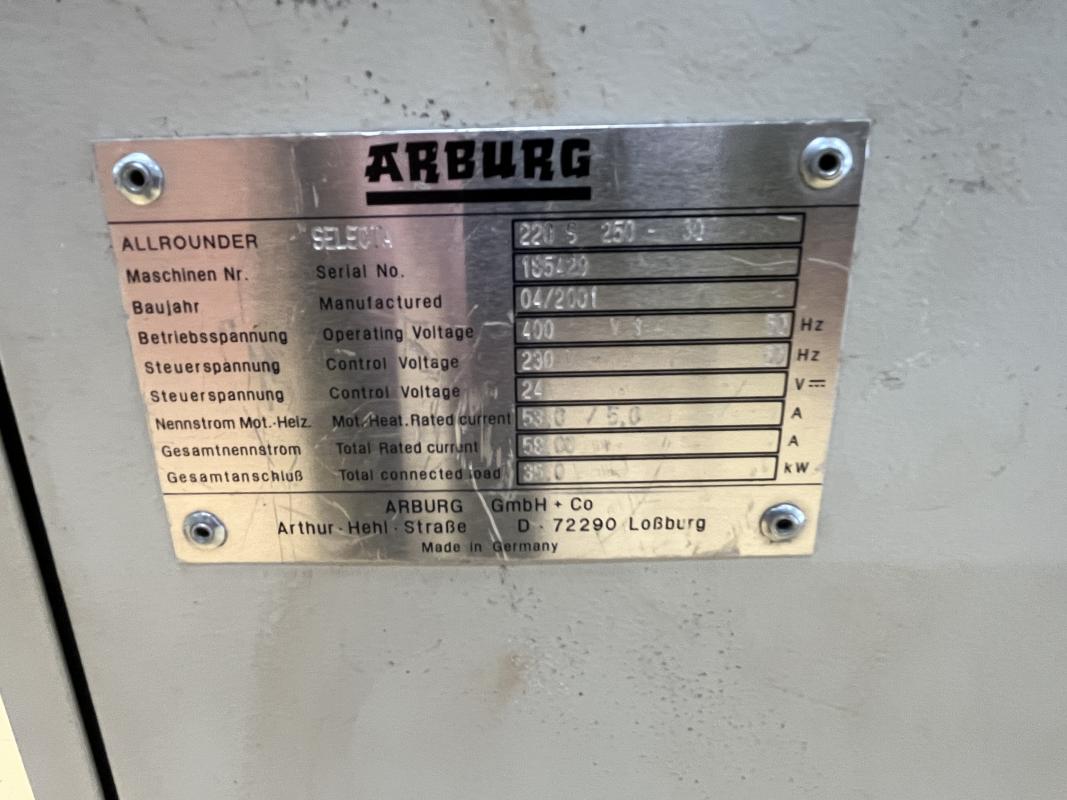 ARBURG
ALLROUNDER SELECTA 220 S 250 - 30
Maschinen Nr. Serial No. 185429
Baujahr Manufactured 04/2001
Betriebsspannung Operating Voltage 400 V 50 Hz
Steuerspannung Control Voltage 230 Hz
Steuerspannung Control Voltage 24 V
Nennstrom Mot.-Heiz. Mot./Heat.Rated current / 5,0 A
Gesamtnennstrom Total Rated currunt A
Gesamtanschluß Total connected load kW
ARBURG GmbH + Co
Arthur · Hehl · Straße D · 72290 Loßburg
Made in Germany